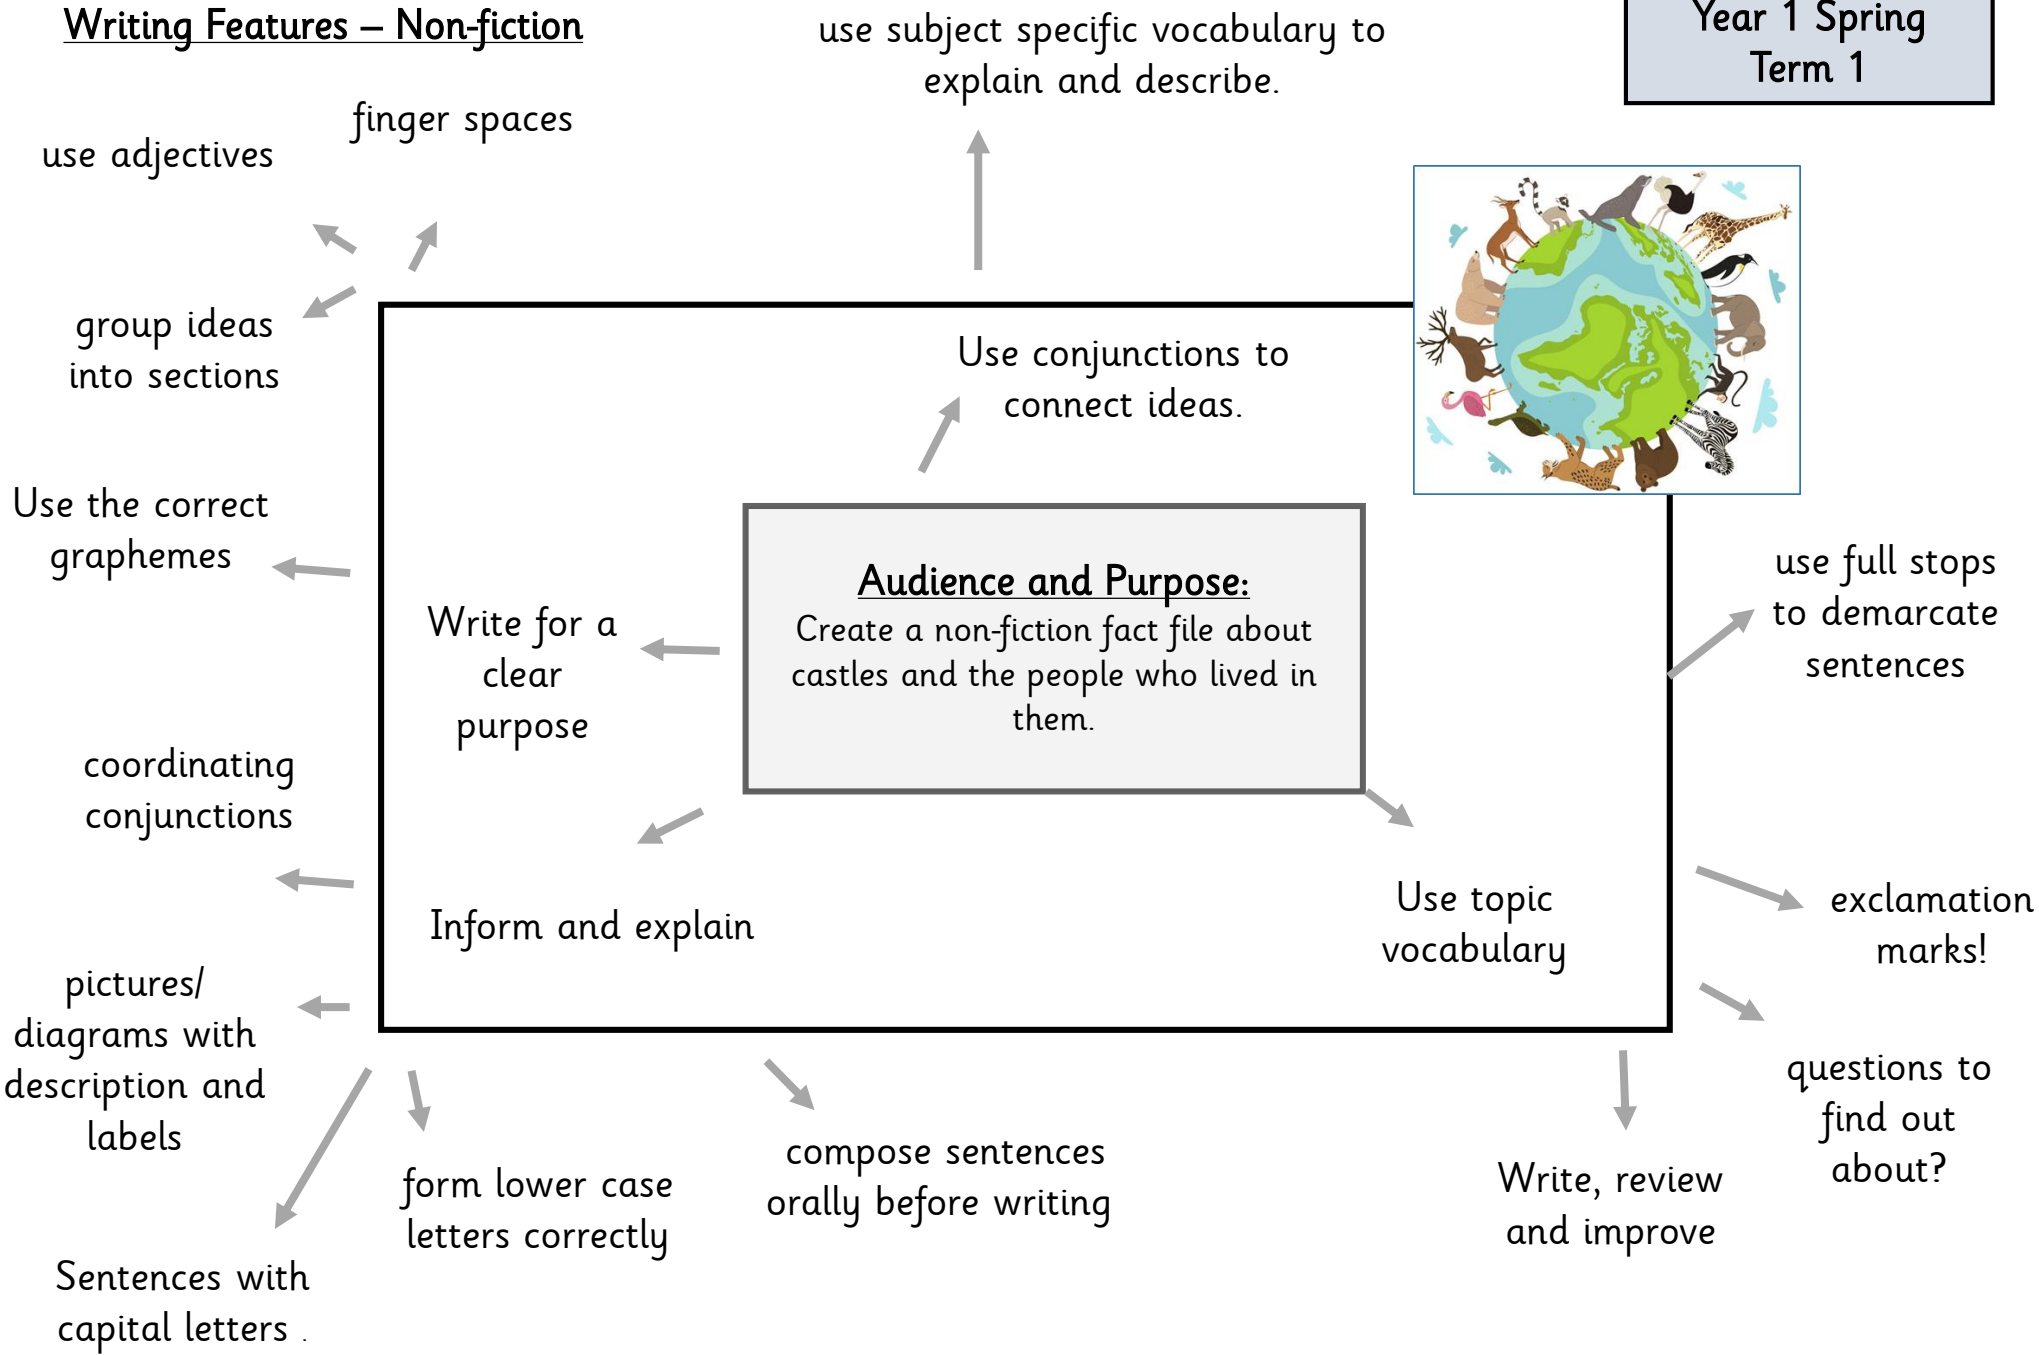 Writing Features – Non-fiction
use subject specific vocabulary to
explain and describe.
Year 1 Spring
Term 1
finger spaces
use adjectives
group ideas
into sections
Use conjunctions to
connect ideas.
Use the correct
graphemes
Audience and Purpose:
Create a non-fiction fact file about
castles and the people who lived in
them.
Write for a
clear
purpose
use full stops
to demarcate
sentences
coordinating
conjunctions
Inform and explain
Use topic
vocabulary
exclamation
marks!
pictures/
diagrams with
description and
labels
questions to
find out
about?
form lower case
letters correctly
compose sentences
orally before writing
Write, review
and improve
Sentences with
capital letters .